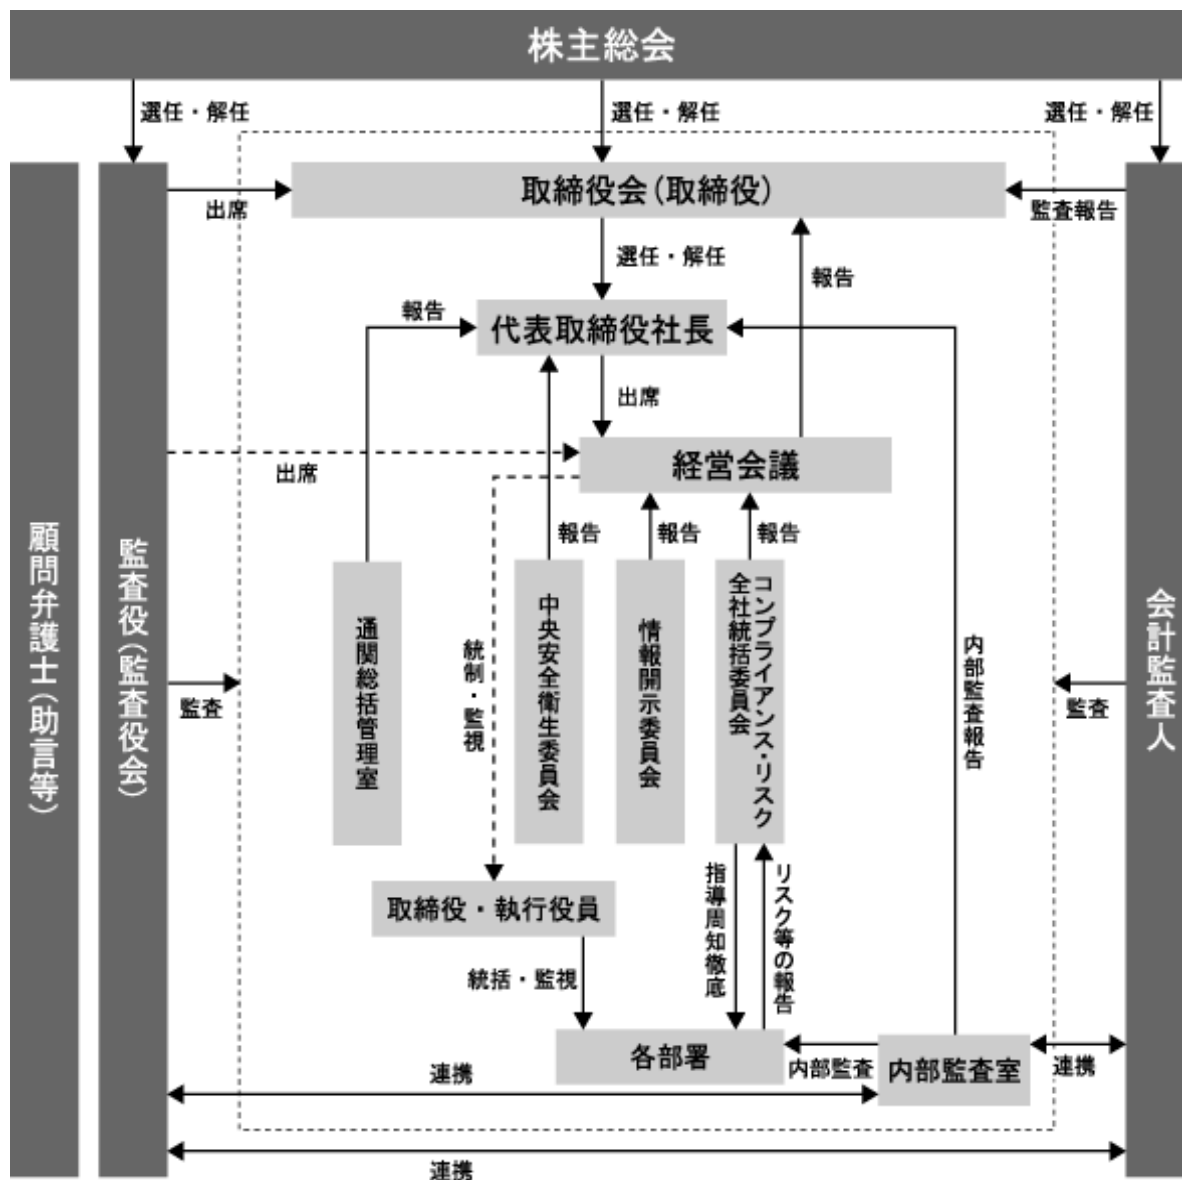 株主総会
選任・解任
選任・解任
選任・解任
取締役会(取締役)
出席
監査報告
選任・解任
報告
報告
代表取締役社長
出席
経営会議
出席
報告
報告
報告
顧問弁護士(助言等)
監査役(監査役会)
会計監査人
通関総括管理室
統制・監視
中央安全衛生委員会
情報開示委員会
コンプライアンス・リスク
全社統括委員会
内部監査報告
監査
監査
取締役・執行役員
指導周知徹底
リスク等の報告
統括・監視
各部署
内部監査
内部監査室
連携
連携
連携